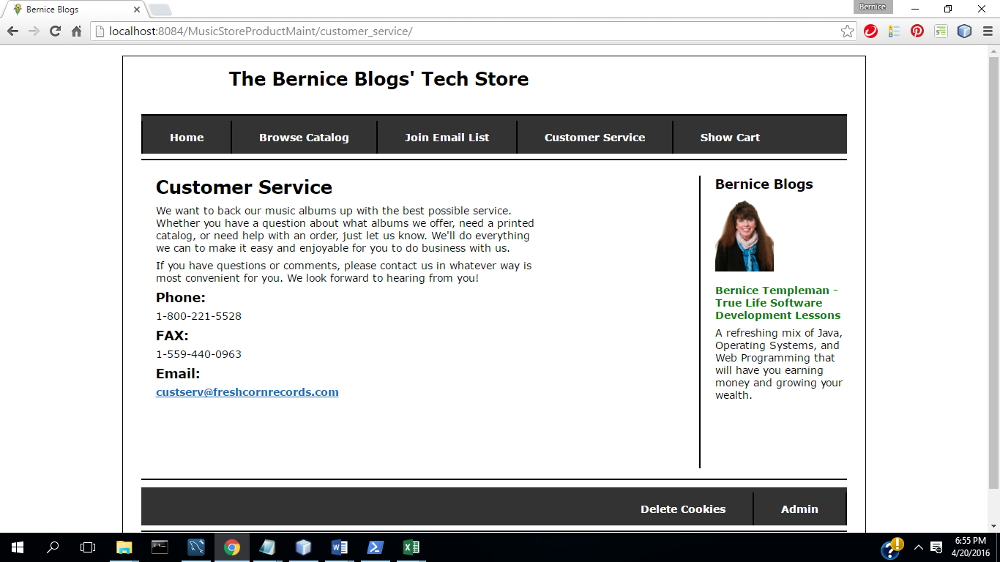 Bernice Blogs
Bernice
localhost:8084/MusicStoreProductMaint/customer_service/
The Bernice Blogs' Tech Store
Home
Browse Catalog
Join Email List
Customer Service
Show Cart
Customer Service
We want to back our music albums up with the best possible service.
Whether you have a question about what albums we offer, need a printed
catalog, or need help with an order, just let us know. We'll do everything
we can to make it easy and enjoyable for you to do business with us.
If you have questions or comments, please contact us in whatever way is
most convenient for you. We look forward to hearing from you!
Phone:
1-800-221-5528
FAX:
1-559-440-0963
Email:
custserv@freshcornrecords.com
Bernice Blogs
Bernice Templeman -
True Life Software
Development Lessons
A refreshing mix of Java,
Operating Systems, and
Web Programming that
will have you earning
money and growing your
wealth.
Delete Cookies
Admin
6:55 PM
4/20/2016